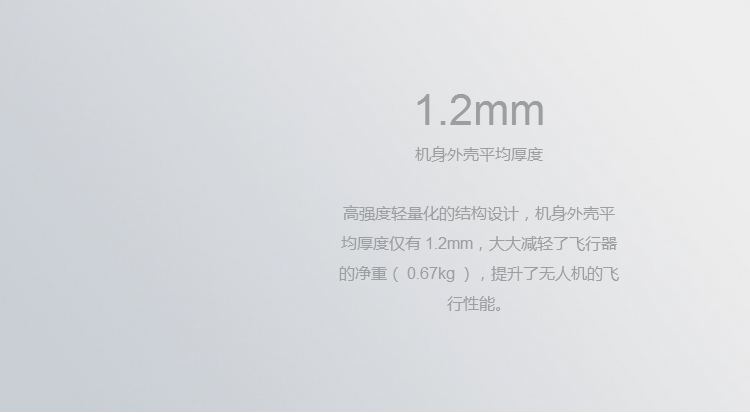 1.2mm
机身外壳平均厚度
高强度轻量化的结构设计，机身外壳平
均厚度仅有 1.2mm，大大减轻了飞行器
的净重（ 0.67kg ），提升了无人机的飞
行性能。